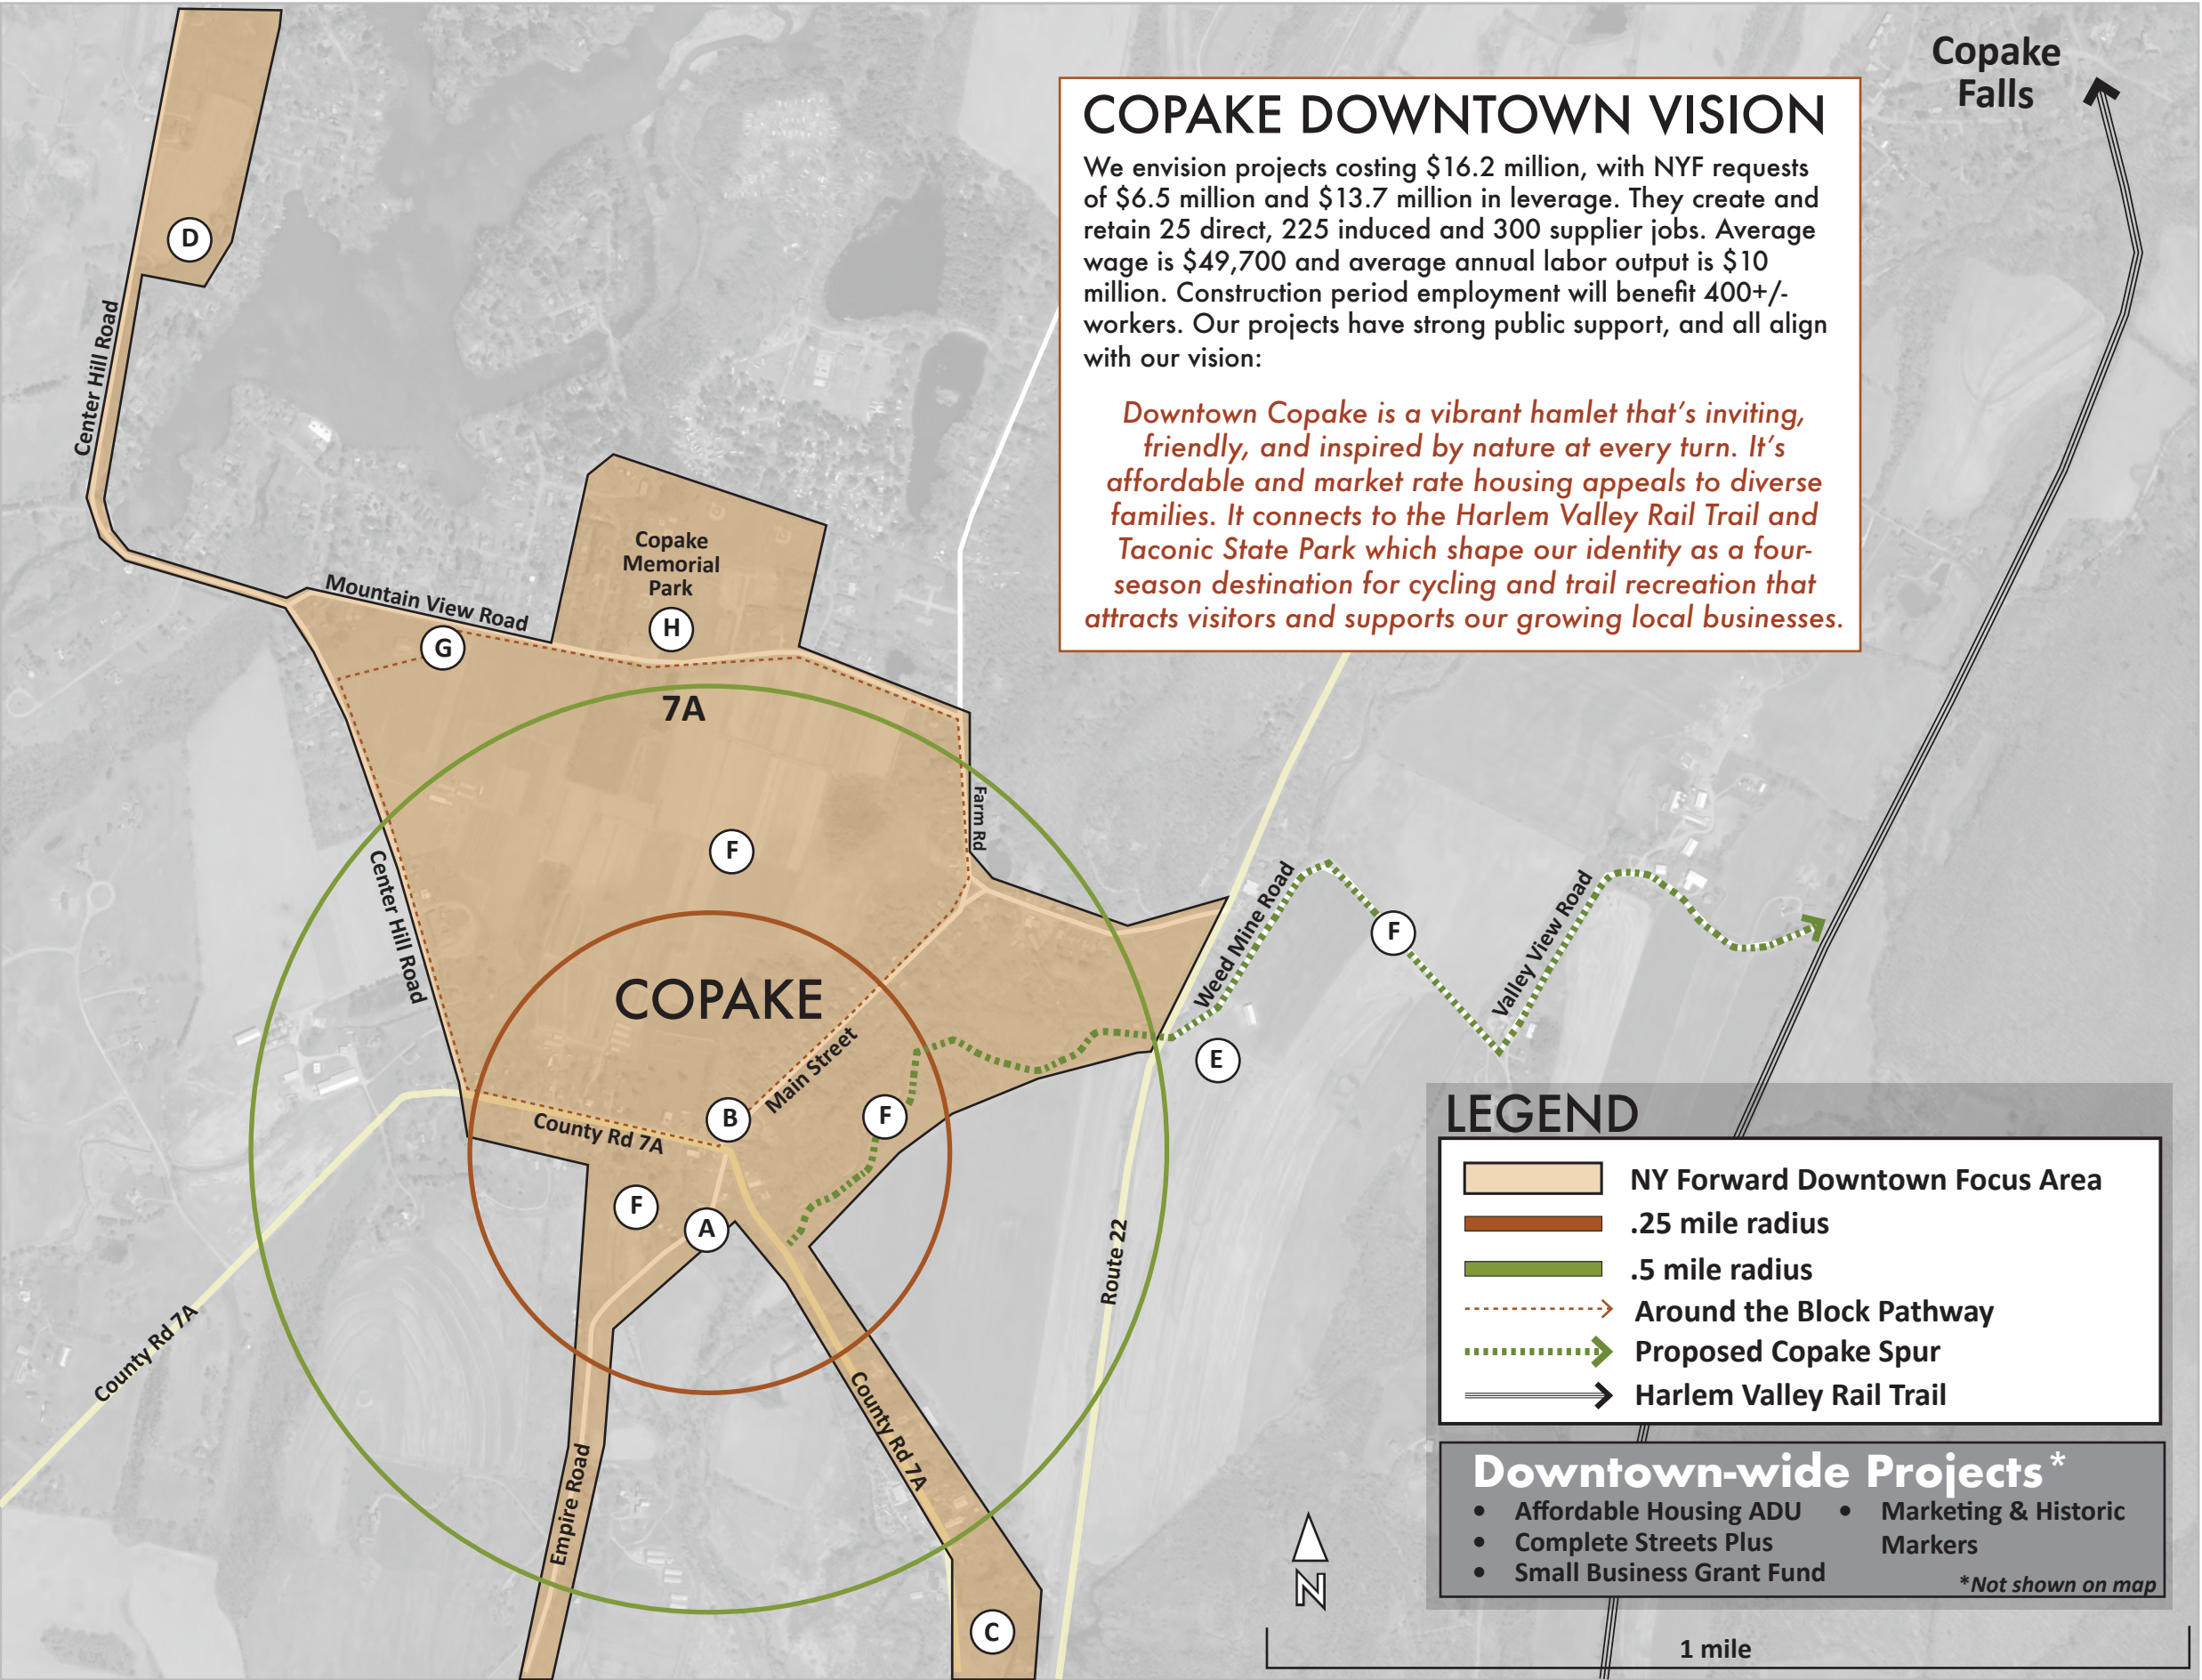 Copake
Falls
COPAKE DOWNTOWN VISION
We envision projects costing $16.2 million, with NYF requests
of $6.5 million and $13.7 million in leverage. They create and
retain 25 direct, 225 induced and 300 supplier jobs. Average
wage is $49,700 and average annual labor output is $10
million. Construction period employment will benefit 400+/-
workers. Our projects have strong public support, and all align
with our vision:
Downtown Copake is a vibrant hamlet that's inviting,
friendly, and inspired by nature at every turn. It's
affordable and market rate housing appeals to diverse
families. It connects to the Harlem Valley Rail Trail and
Taconic State Park which shape our identity as a four-
season destination for cycling and trail recreation that
attracts visitors and supports our growing local businesses.
D
Center Hill Road
Copake
Memorial
Park
H
Mountain View Road
G
7A
Farm Rd
F
Center Hill Road
COPAKE
Weed Mine Road
F
Valley View Road
E
Main Street
B
F
County Rd 7A
F
A
Route 22
County Rd 7A
County Rd 7A
Empire Road
C
LEGEND
NY Forward Downtown Focus Area
.25 mile radius
.5 mile radius
Around the Block Pathway
Proposed Copake Spur
Harlem Valley Rail Trail
Downtown-wide Projects*
• Affordable Housing ADU
• Complete Streets Plus
• Small Business Grant Fund
• Marketing & Historic
Markers
*Not shown on map
N
1 mile